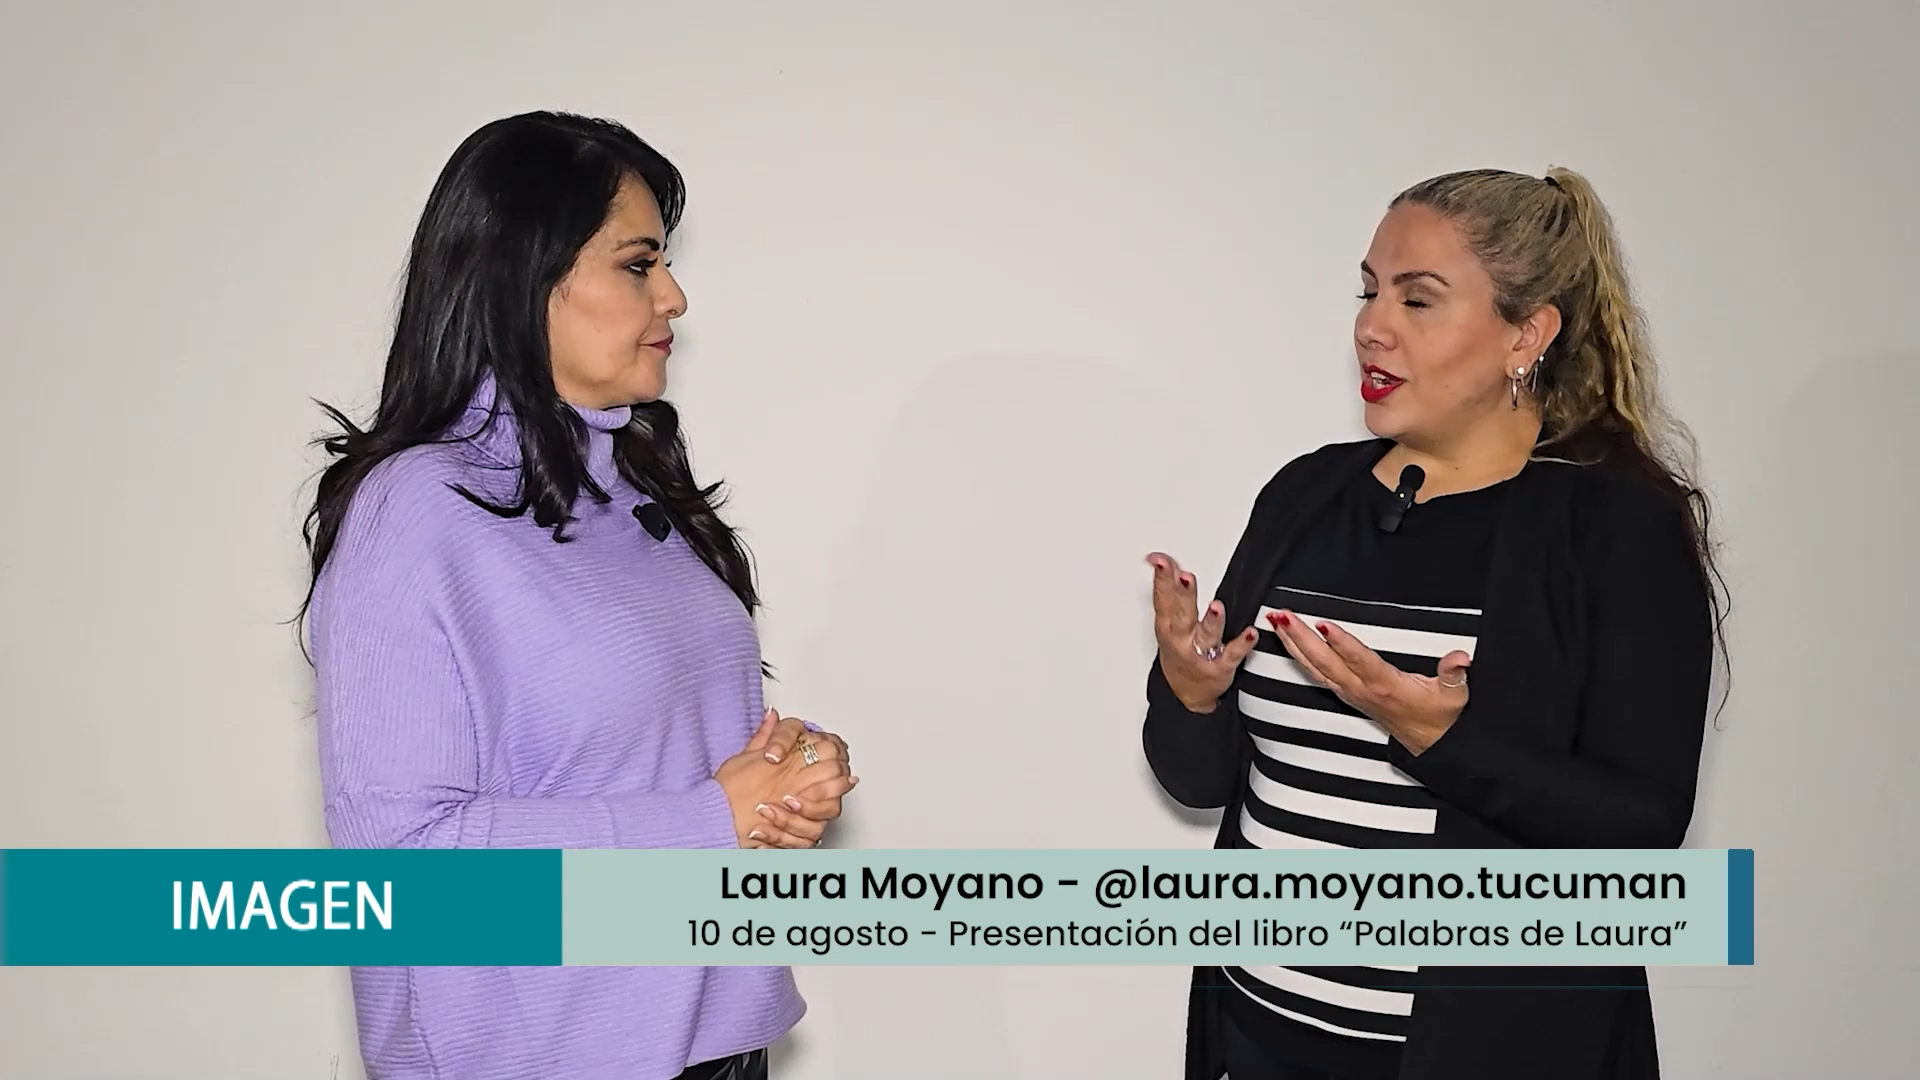 IMAGEN
Laura Moyano - @laura.moyano.tucuman
10 de agosto - Presentación del libro “Palabras de Laura”